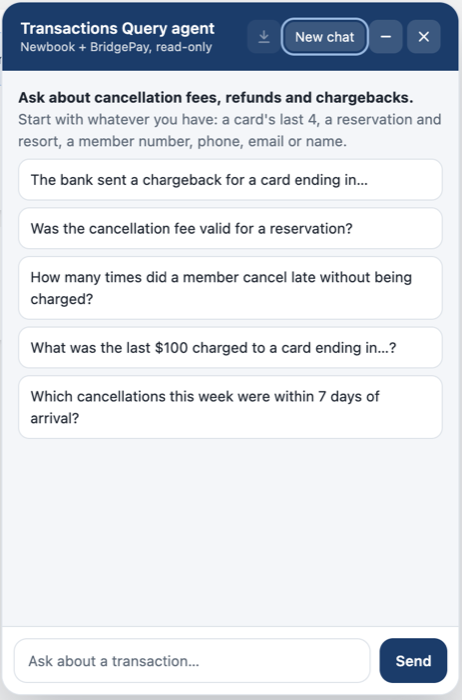 Transactions Query agent
Newbook + BridgePay, read-only
New chat
Ask about cancellation fees, refunds and chargebacks.
Start with whatever you have: a card's last 4, a reservation and
resort, a member number, phone, email or name.
The bank sent a chargeback for a card ending in...
Was the cancellation fee valid for a reservation?
How many times did a member cancel late without being
charged?
What was the last $100 charged to a card ending in...?
Which cancellations this week were within 7 days of
arrival?
Ask about a transaction...
Send